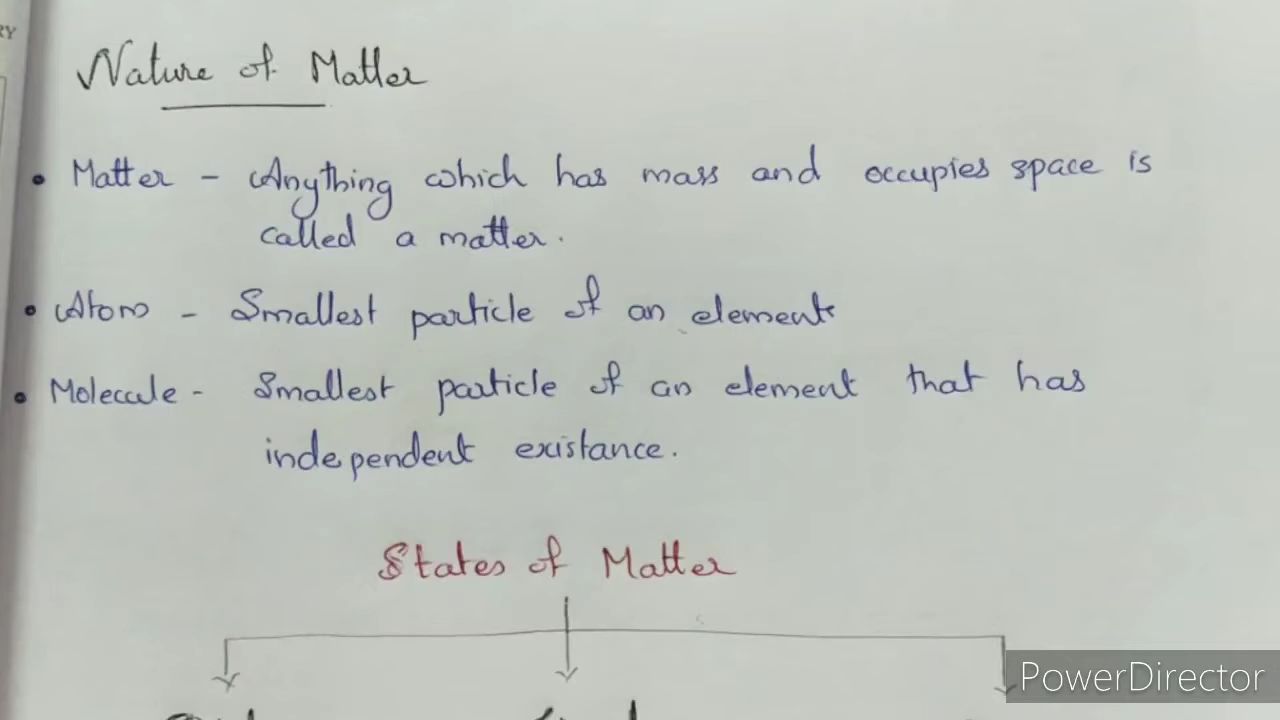 RY
Nature of Matter
• Matter - Anything which has mass and occupies space is
called a matter.
• Atom - Smallest particle of an element
• Molecule - Smallest particle of an element that has
independent existance.
States of Matter
PowerDirector